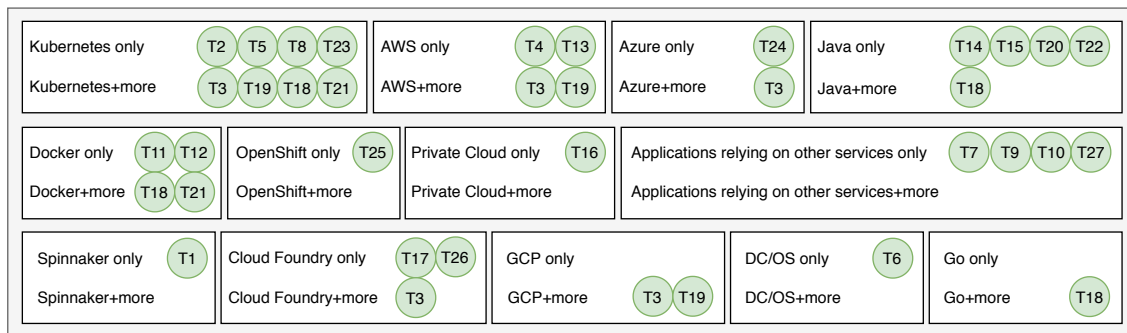 Kubernetes only T2 T5 T8 T23
Kubernetes+more T3 T19 T18 T21
AWS only T4 T13
AWS+more T3 T19
Azure only T24
Azure+more T3
Java only T14 T15 T20 T22
Java+more T18
Docker only T11 T12
Docker+more T18 T21
OpenShift only T25
OpenShift+more
Private Cloud only T16
Private Cloud+more
Applications relying on other services only T7 T9 T10 T27
Applications relying on other services+more
Spinnaker only T1
Spinnaker+more
Cloud Foundry only T17 T26
Cloud Foundry+more T3
GCP only
GCP+more T3 T19
DC/OS only T6
DC/OS+more
Go only
Go+more T18